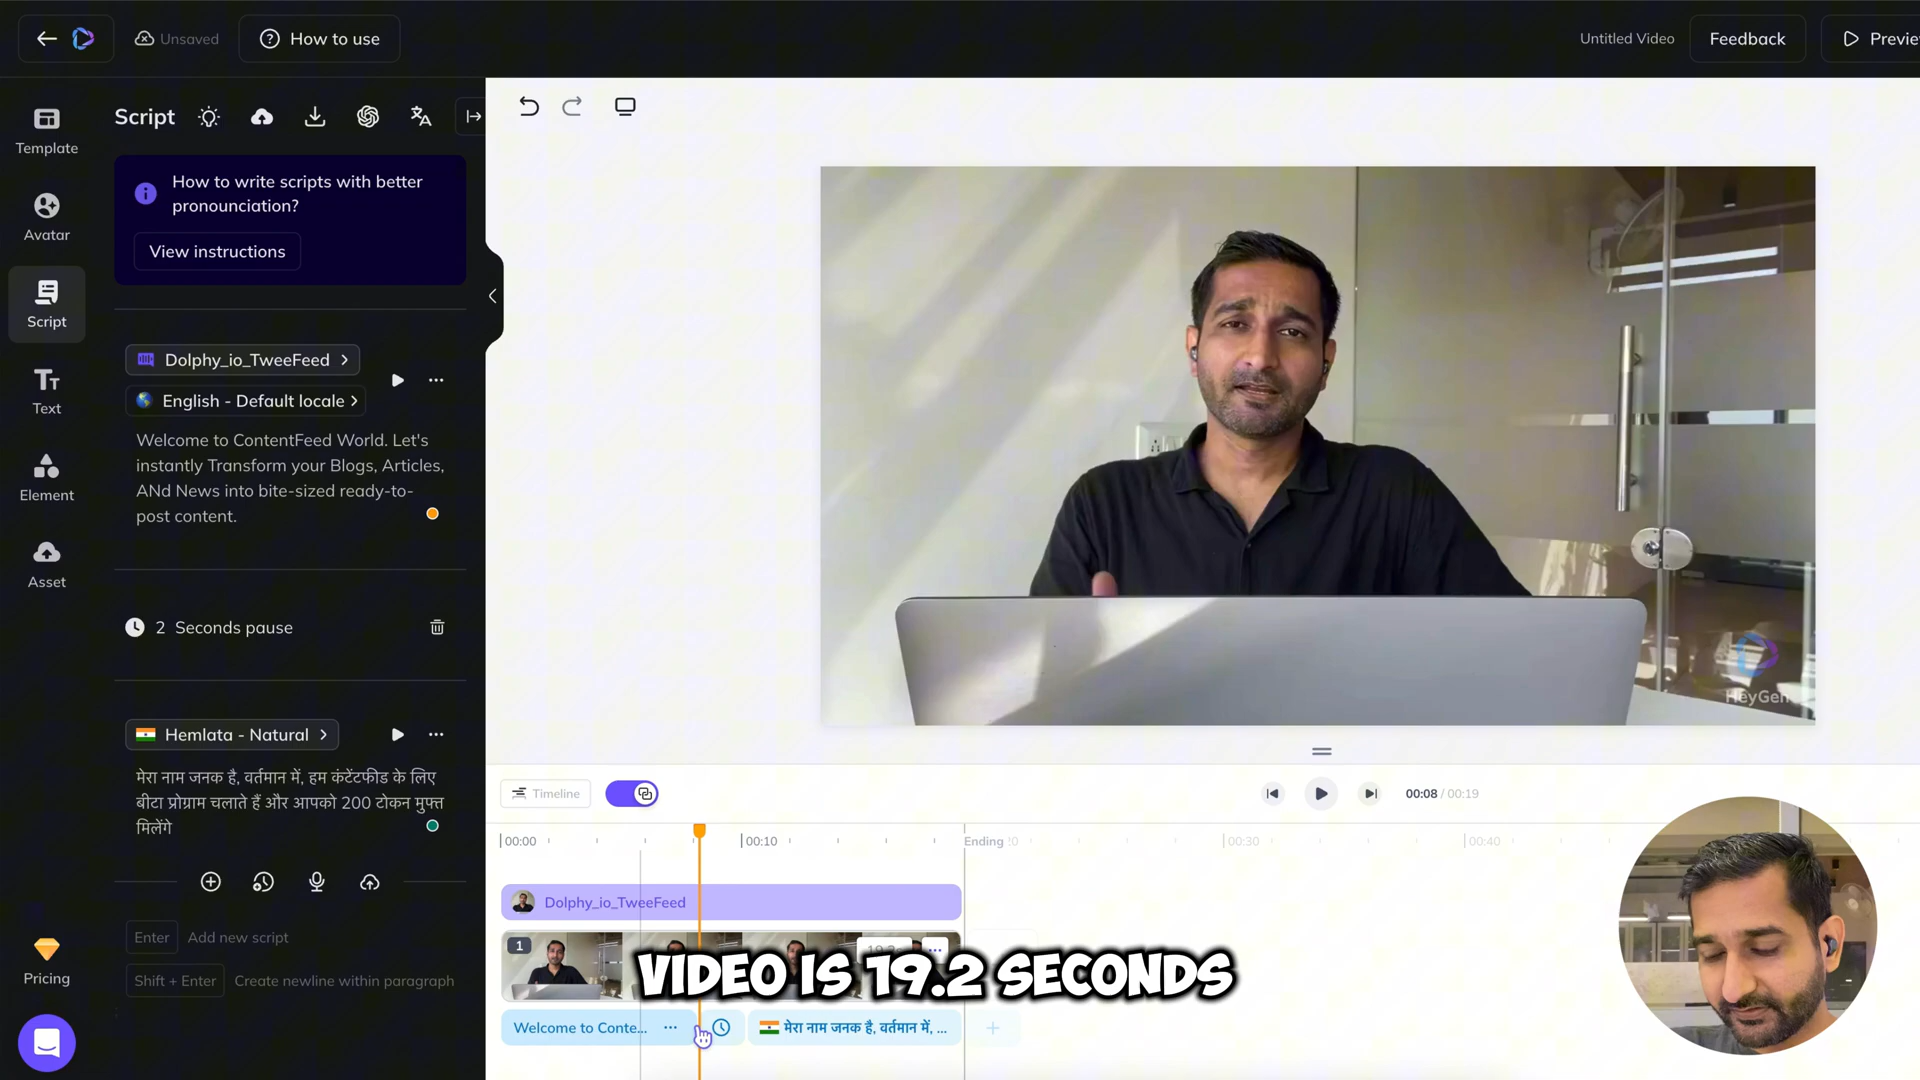 Unsaved
How to use
Untitled Video
Feedback
Script
Template
How to write scripts with better
pronounciation?
View instructions
Avatar
Script
Dolphy_io_TweeFeed
English - Default locale
Text
Welcome to ContentFeed World. Let's
instantly Transform your Blogs, Articles,
ANd News into bite-sized ready-to-
post content.
Element
Asset
2 Seconds pause
Hemlata - Natural
मेरा नाम जनक है, वर्तमान में, हम कंटेंटफीड के लिए
बीटा प्रोग्राम चलाते हैं और आपको 200 टोकन मुफ्त
मिलेंगे
Enter Add new script
Shift + Enter Create newline within paragraph
Pricing
HeyGen
Timeline
00:08 / 00:19
00:00
00:10
Ending
00:30
00:40
Dolphy_io_TweeFeed
1
VIDEO IS 19.2 SECONDS
Welcome to Conte...
मेरा नाम जनक है, वर्तमान में, ...